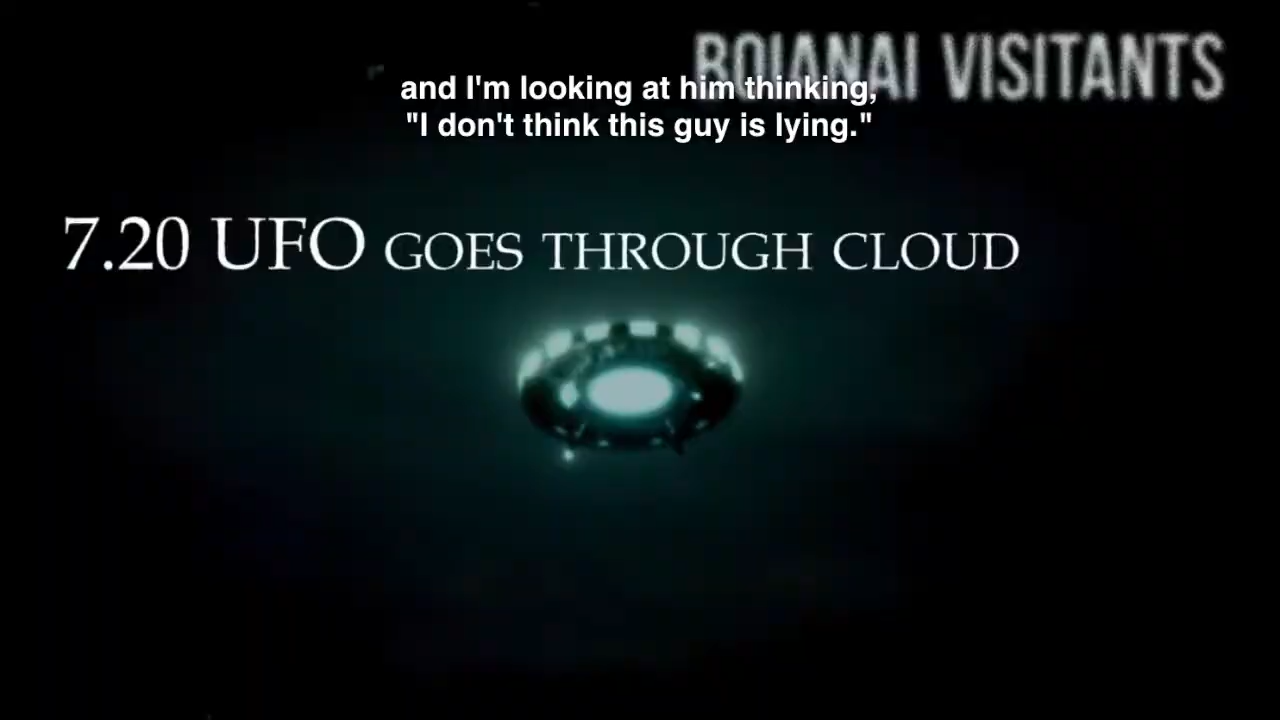 BOIANAI VISITANTS
and I'm looking at him thinking,
"I don't think this guy is lying."
7.20 UFO GOES THROUGH CLOUD